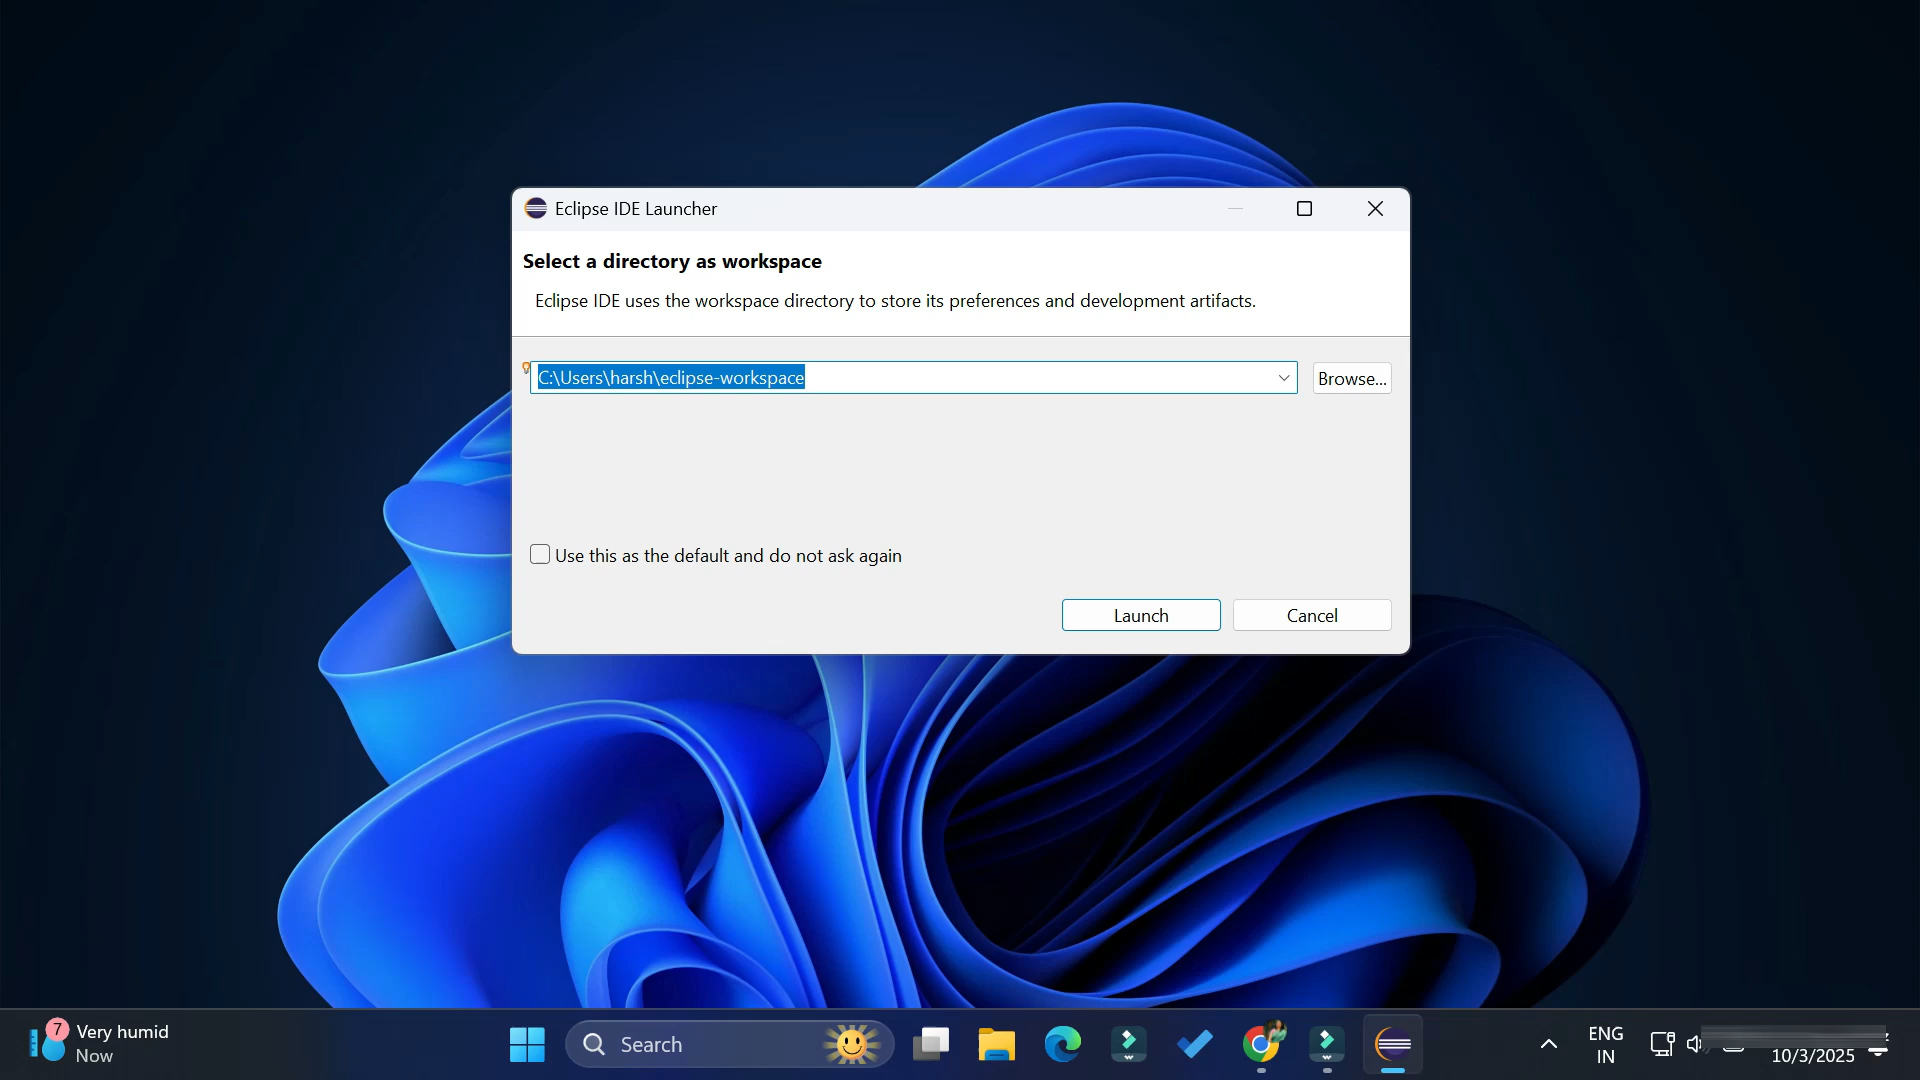 Eclipse IDE Launcher
Select a directory as workspace
Eclipse IDE uses the workspace directory to store its preferences and development artifacts.
C:\Users\harsh\eclipse-workspace
Browse...
Use this as the default and do not ask again
Launch
Cancel
7
Very humid
Now
Search
ENG
IN
10/3/2025